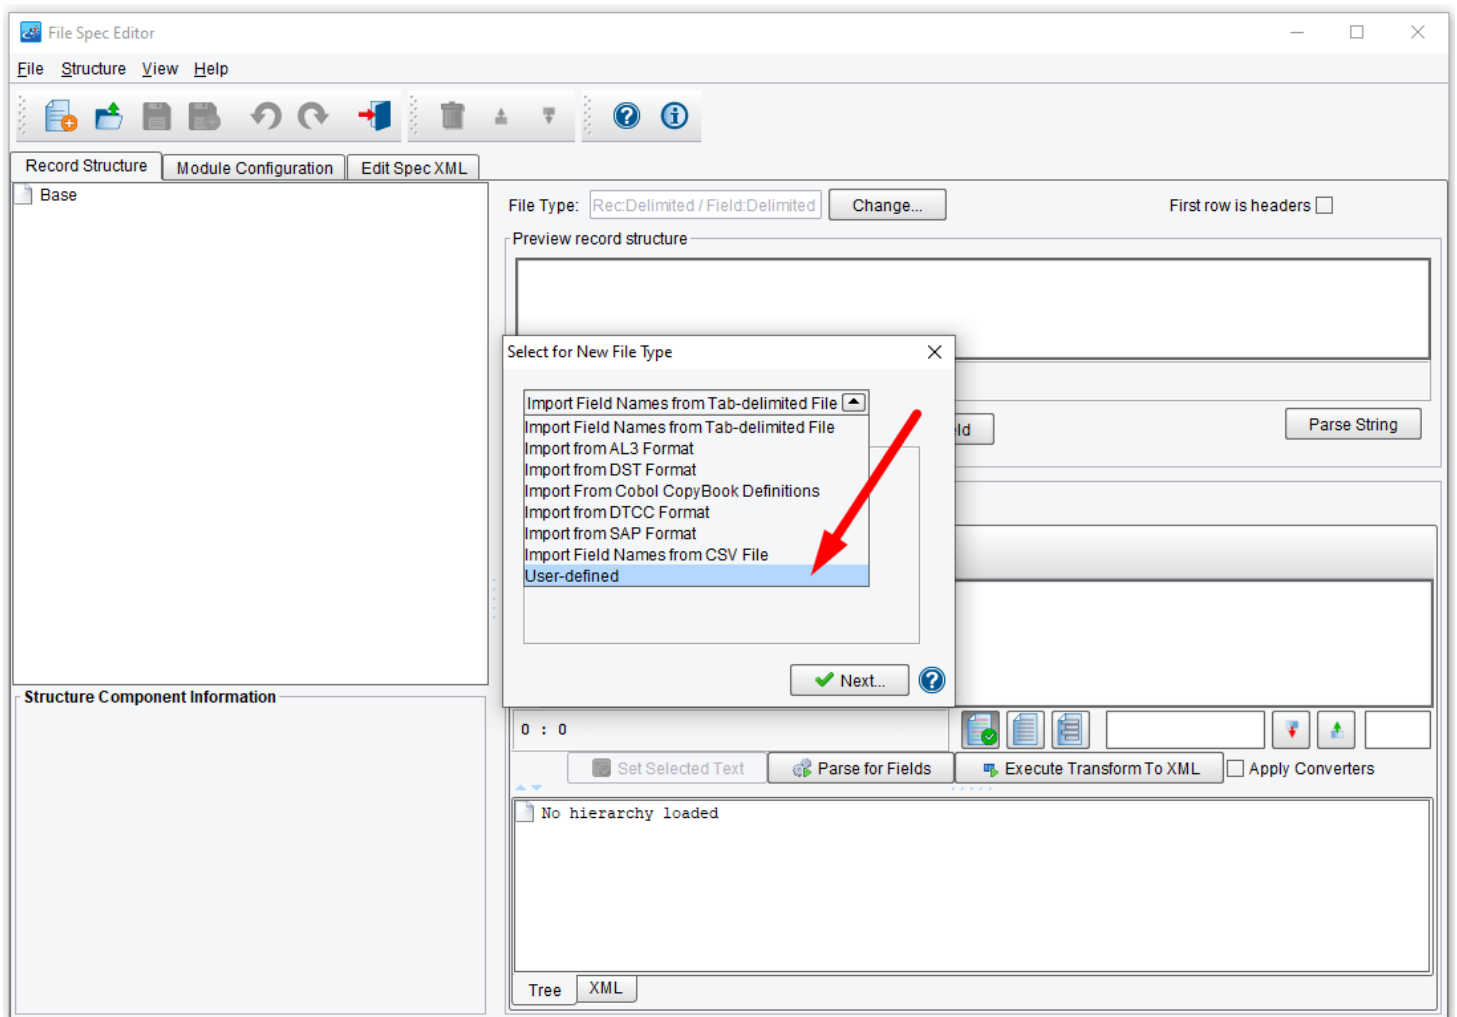 File Spec Editor
File Structure View Help
Record Structure Module Configuration Edit Spec XML
Base
File Type: Rec:Delimited / Field:Delimited Change... First row is headers
Preview record structure
Select for New File Type
Import Field Names from Tab-delimited File
Import Field Names from Tab-delimited File
Import from AL3 Format
Import from DST Format
Import From Cobol CopyBook Definitions
Import from DTCC Format
Import from SAP Format
Import Field Names from CSV File
User-defined
Next...
ld Parse String
Structure Component Information
0 : 0
Set Selected Text Parse for Fields Execute Transform To XML Apply Converters
No hierarchy loaded
Tree XML